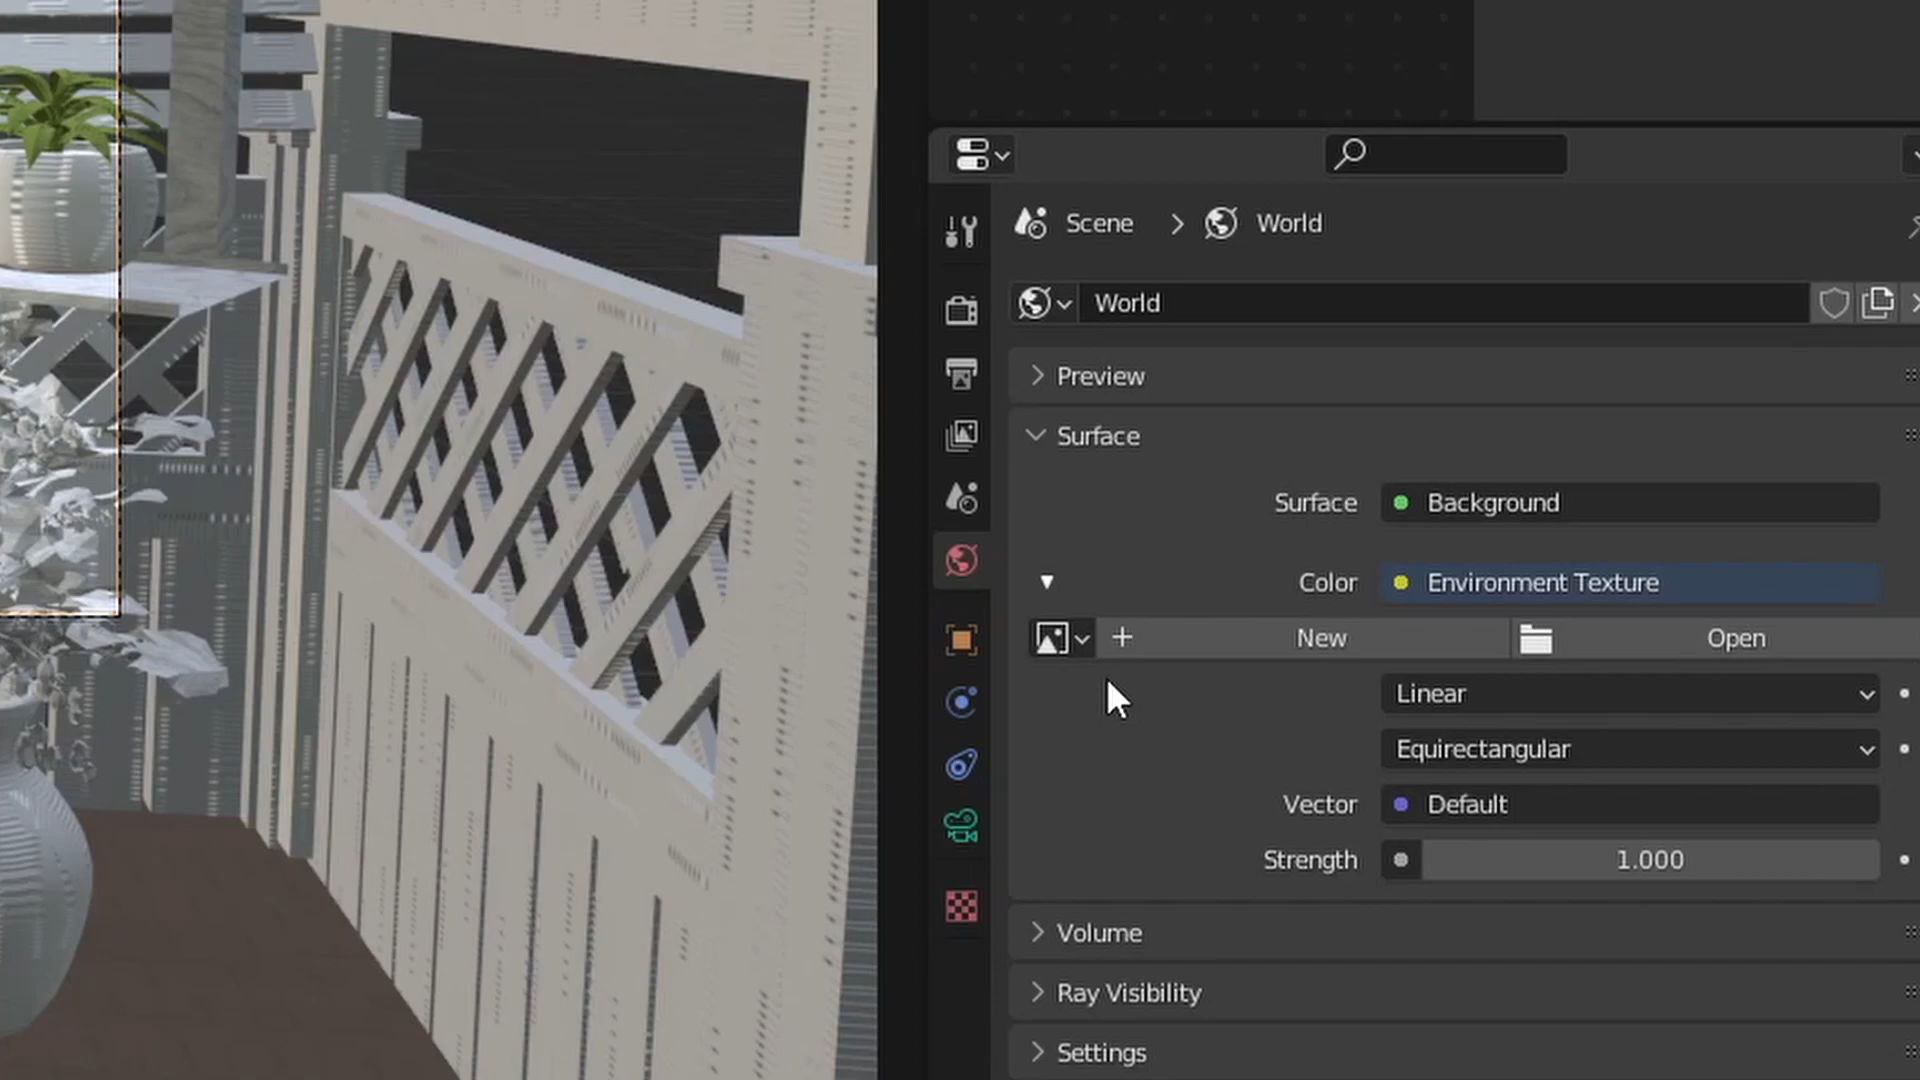 Scene
World
World
Preview
Surface
Surface
Background
Color
Environment Texture
New
Open
Linear
Equirectangular
Vector
Default
Strength
1.000
Volume
Ray Visibility
Settings